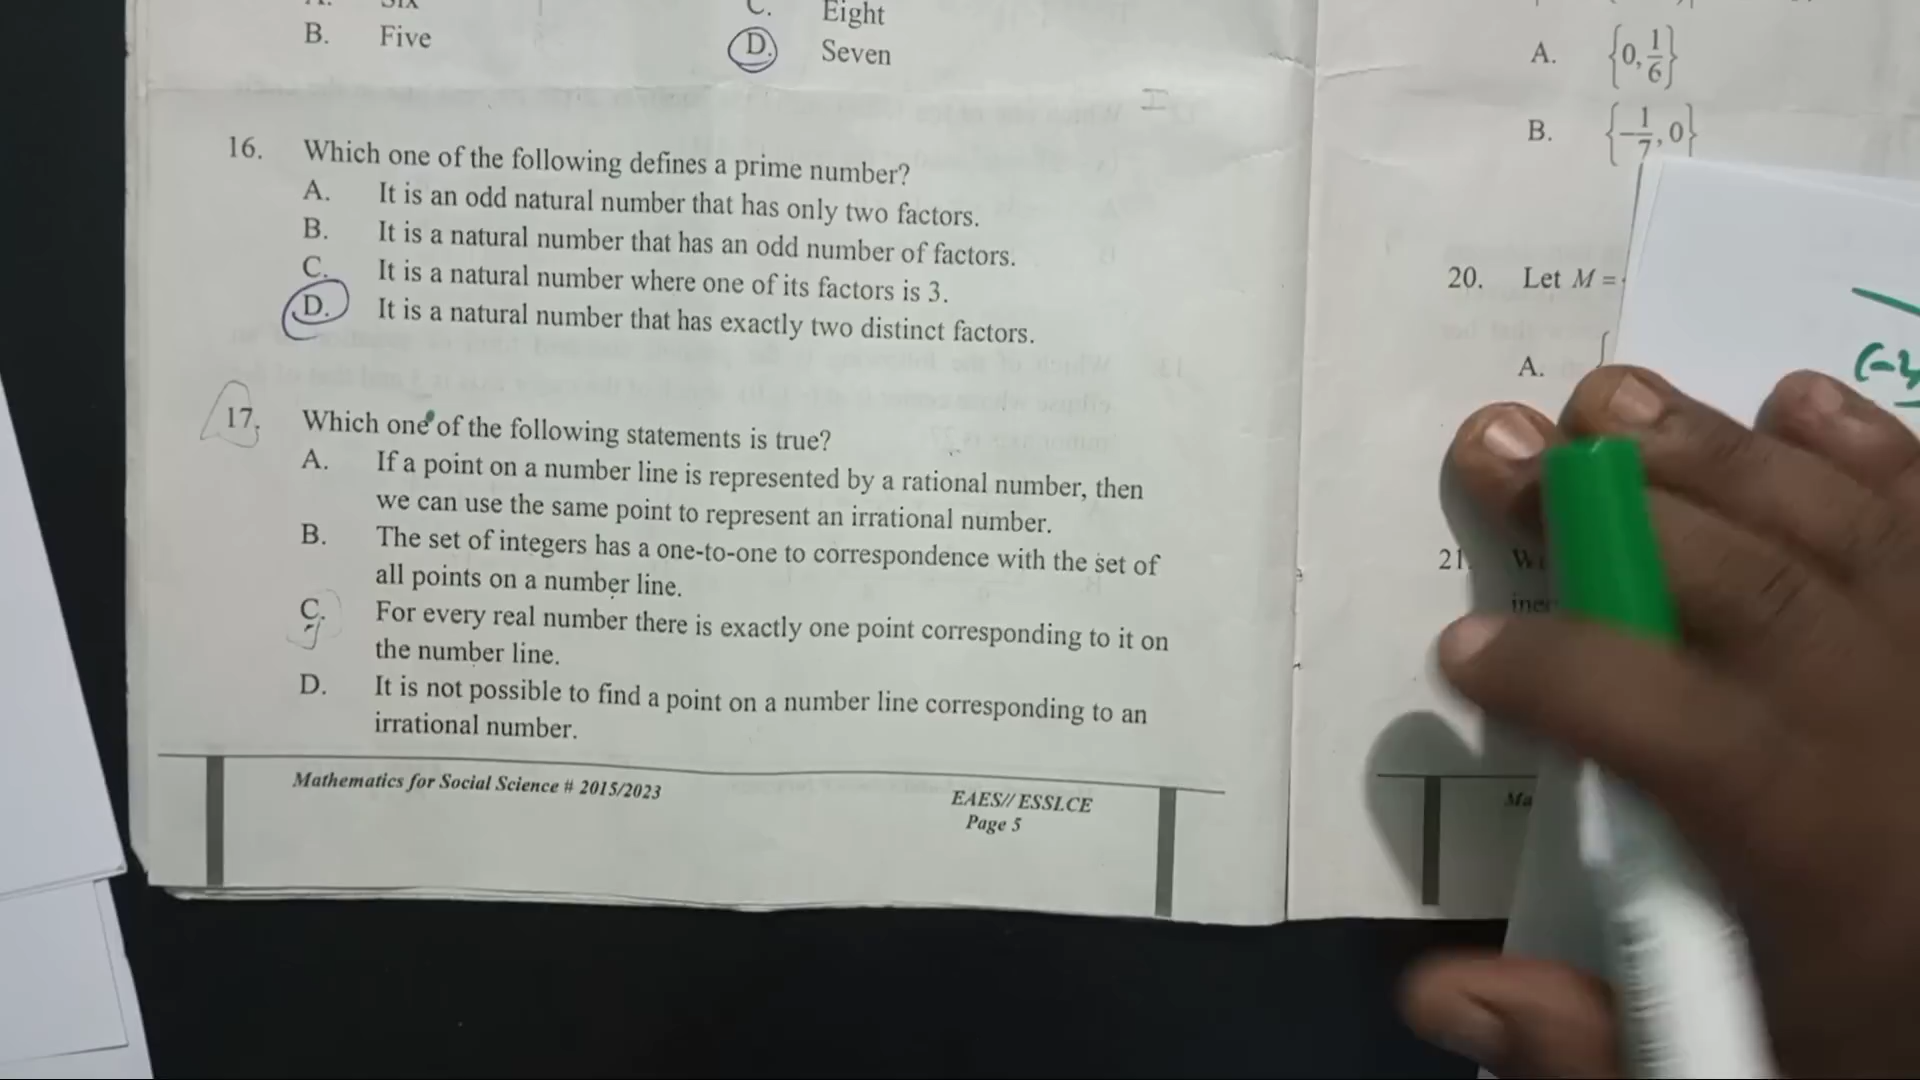 C. Eight
B. Five
D. Seven
16. Which one of the following defines a prime number?
A. It is an odd natural number that has only two factors.
B. It is a natural number that has an odd number of factors.
C. It is a natural number where one of its factors is 3.
D. It is a natural number that has exactly two distinct factors.
17. Which one of the following statements is true?
A. If a point on a number line is represented by a rational number, then
we can use the same point to represent an irrational number.
B. The set of integers has a one-to-one to correspondence with the set of
all points on a number line.
C. For every real number there is exactly one point corresponding to it on
the number line.
D. It is not possible to find a point on a number line corresponding to an
irrational number.
Mathematics for Social Science # 2015/2023
EAES// ESSLCE
Page 5
A. {0, 1/6}
B. {-1/7, 0}
20. Let M =
A. {
21.